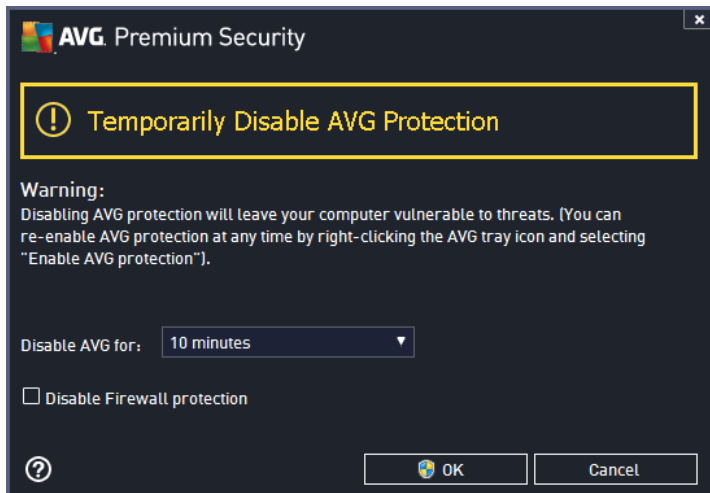 AVG. Premium Security
Temporarily Disable AVG Protection
Warning:
Disabling AVG protection will leave your computer vulnerable to threats. (You can
re-enable AVG protection at any time by right-clicking the AVG tray icon and selecting
"Enable AVG protection").
Disable AVG for: 10 minutes
Disable Firewall protection
OK Cancel